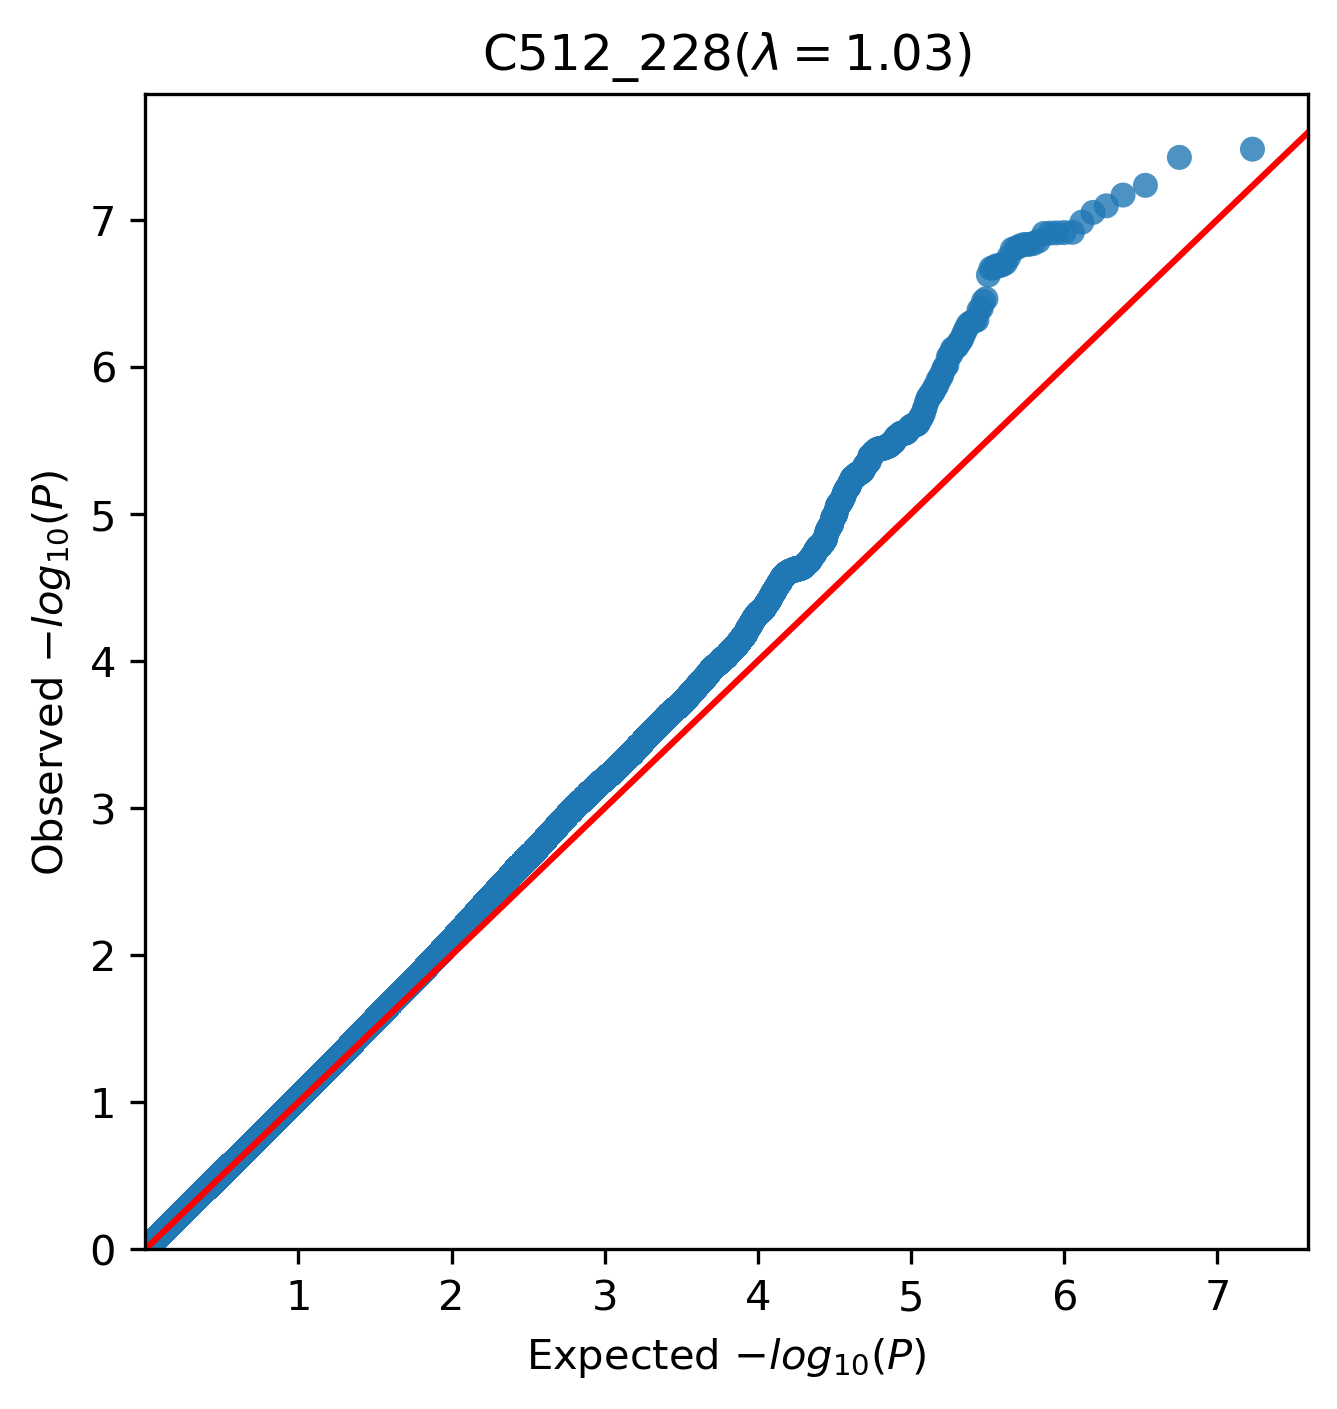 C512_228(λ = 1.03)
Observed −log₁₀(P)
7
6
5
4
3
2
1
0
1 2 3 4 5 6 7
Expected −log₁₀(P)